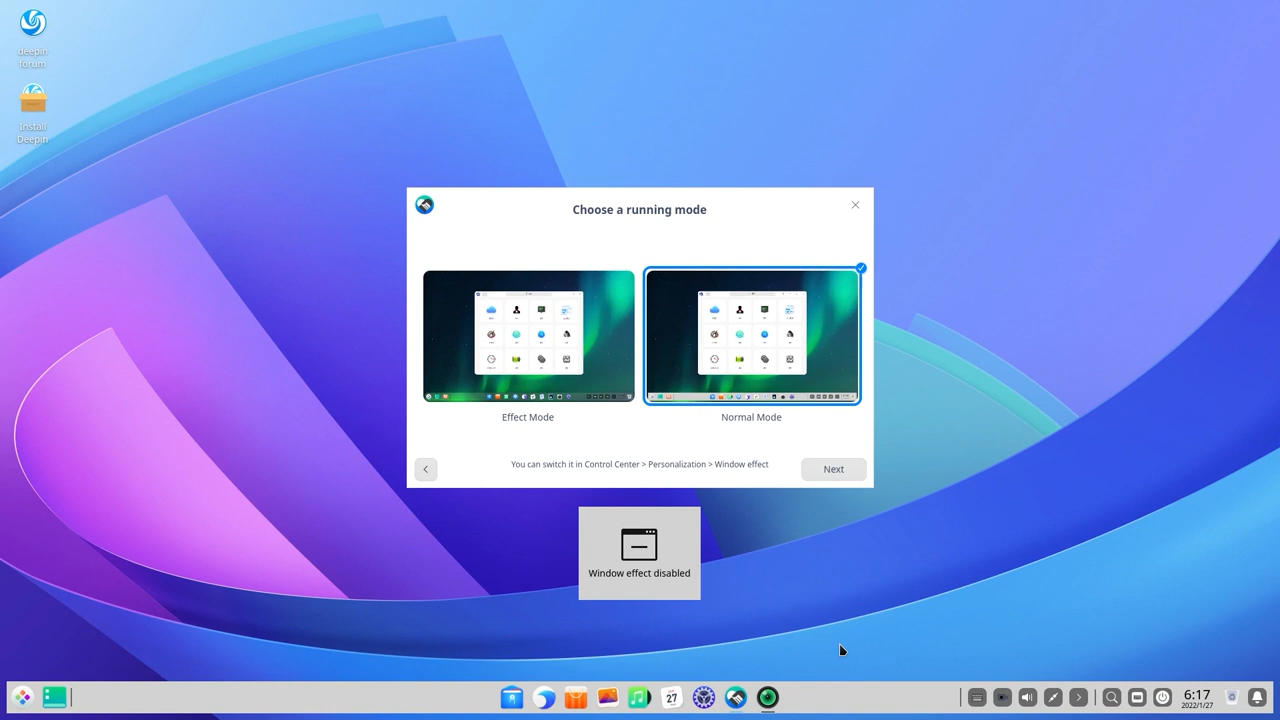 deepin
forum
Install
Deepin
Choose a running mode
Effect Mode
Normal Mode
You can switch it in Control Center > Personalization > Window effect
Next
Window effect disabled
27
6:17
2022/1/27